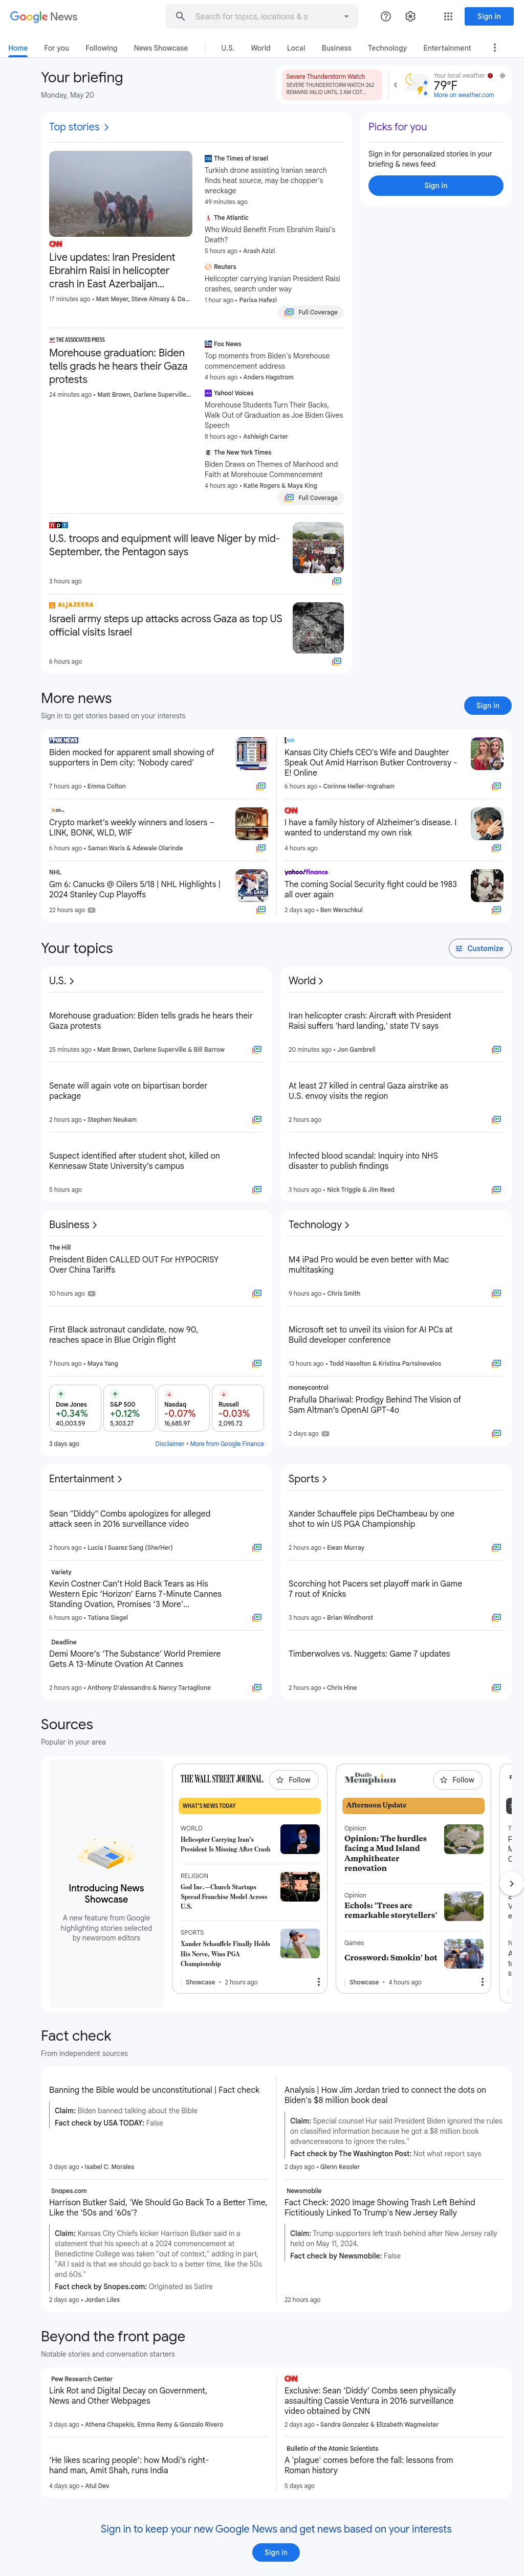 Google News
Search for topics, locations & s
Sign in
Home
For you
Following
News Showcase
U.S.
World
Local
Business
Technology
Entertainment
Your briefing
Monday, May 20
Severe Thunderstorm Watch
SEVERE THUNDERSTORM WATCH 262
REMAINS VALID UNTIL 2 AM CDT...
Your local weather
79°F
More on weather.com
Top stories
Picks for you
Sign in for personalized stories in your
briefing & news feed
Sign in
CNN
Live updates: Iran President
Ebrahim Raisi in helicopter
crash in East Azerbaijan...
17 minutes ago • Matt Meyer, Steve Almasy & Da...
The Times of Israel
Turkish drone assisting Iranian search
finds heat source, may be chopper's
wreckage
49 minutes ago
The Atlantic
Who Would Benefit From Ebrahim Raisi's
Death?
5 hours ago • Arash Azizi
Reuters
Helicopter carrying Iranian President Raisi
crashes, search under way
1 hour ago • Parisa Hafezi
Full Coverage
AP THE ASSOCIATED PRESS
Morehouse graduation: Biden
tells grads he hears their Gaza
protests
24 minutes ago • Matt Brown, Darlene Superville...
Fox News
Top moments from Biden's Morehouse
commencement address
4 hours ago • Anders Hagstrom
Yahoo! Voices
Morehouse Students Turn Their Backs,
Walk Out of Graduation as Joe Biden Gives
Speech
8 hours ago • Ashleigh Carter
The New York Times
Biden Draws on Themes of Manhood and
Faith at Morehouse Commencement
4 hours ago • Katie Rogers & Maya King
Full Coverage
npr
U.S. troops and equipment will leave Niger by mid-
September, the Pentagon says
3 hours ago
ALJAZEERA
Israeli army steps up attacks across Gaza as top US
official visits Israel
6 hours ago
More news
Sign in to get stories based on your interests
Sign in
FOX NEWS
Biden mocked for apparent small showing of
supporters in Dem city: 'Nobody cared'
7 hours ago • Emma Colton
Kansas City Chiefs CEO's Wife and Daughter
Speak Out Amid Harrison Butker Controversy -
E! Online
6 hours ago • Corinne Heller-Ingraham
Crypto market's weekly winners and losers –
LINK, BONK, WLD, WIF
6 hours ago • Saman Waris & Adewale Olarinde
CNN
I have a family history of Alzheimer's disease. I
wanted to understand my own risk
4 hours ago
NHL
Gm 6: Canucks @ Oilers 5/18 | NHL Highlights |
2024 Stanley Cup Playoffs
22 hours ago
yahoo!finance
The coming Social Security fight could be 1983
all over again
2 days ago • Ben Werschkul
Your topics
Customize
U.S.
Morehouse graduation: Biden tells grads he hears their
Gaza protests
25 minutes ago • Matt Brown, Darlene Superville & Bill Barrow
Senate will again vote on bipartisan border
package
2 hours ago • Stephen Neukam
Suspect identified after student shot, killed on
Kennesaw State University's campus
5 hours ago
World
Iran helicopter crash: Aircraft with President
Raisi suffers 'hard landing,' state TV says
20 minutes ago • Jon Gambrell
At least 27 killed in central Gaza airstrike as
U.S. envoy visits the region
2 hours ago
Infected blood scandal: Inquiry into NHS
disaster to publish findings
3 hours ago • Nick Triggle & Jim Reed
Business
The Hill
Preisdent Biden CALLED OUT For HYPOCRISY
Over China Tariffs
10 hours ago
First Black astronaut candidate, now 90,
reaches space in Blue Origin flight
7 hours ago • Maya Yang
Dow Jones
+0.34%
40,003.59
S&P 500
+0.12%
5,303.27
Nasdaq
-0.07%
16,685.97
Russell
-0.03%
2,095.72
3 days ago
Disclaimer • More from Google Finance
Technology
M4 iPad Pro would be even better with Mac
multitasking
9 hours ago • Chris Smith
Microsoft set to unveil its vision for AI PCs at
Build developer conference
13 hours ago • Todd Haselton & Kristina Partsinevelos
moneycontrol
Prafulla Dhariwal: Prodigy Behind The Vision of
Sam Altman's OpenAI GPT-4o
2 days ago
Entertainment
Sean "Diddy" Combs apologizes for alleged
attack seen in 2016 surveillance video
2 hours ago • Lucia I Suarez Sang (She/Her)
Variety
Kevin Costner Can't Hold Back Tears as His
Western Epic 'Horizon' Earns 7-Minute Cannes
Standing Ovation, Promises '3 More'...
6 hours ago • Tatiana Siegel
Deadline
Demi Moore's 'The Substance' World Premiere
Gets A 13-Minute Ovation At Cannes
2 hours ago • Anthony D'alessandro & Nancy Tartaglione
Sports
Xander Schauffele pips DeChambeau by one
shot to win US PGA Championship
2 hours ago • Ewan Murray
Scorching hot Pacers set playoff mark in Game
7 rout of Knicks
3 hours ago • Brian Windhorst
Timberwolves vs. Nuggets: Game 7 updates
2 hours ago • Chris Hine
Sources
Popular in your area
Introducing News
Showcase
A new feature from Google
highlighting stories selected
by newsroom editors
THE WALL STREET JOURNAL.
Follow
WHAT'S NEWS TODAY
WORLD
Helicopter Carrying Iran's
President Is Missing After Crash
RELIGION
God Inc.—Church Startups
Spread Franchise Model Across
U.S.
SPORTS
Xander Schauffele Finally Holds
His Nerve, Wins PGA
Championship
Showcase • 2 hours ago
Daily
Memphian
Follow
Afternoon Update
Opinion
Opinion: The hurdles
facing a Mud Island
Amphitheater
renovation
Opinion
Echols: 'Trees are
remarkable storytellers'
Games
Crossword: Smokin' hot
Showcase • 4 hours ago
Fact check
From independent sources
Banning the Bible would be unconstitutional | Fact check
Claim: Biden banned talking about the Bible
Fact check by USA TODAY: False
3 days ago • Isabel C. Morales
Analysis | How Jim Jordan tried to connect the dots on
Biden's $8 million book deal
Claim: Special counsel Hur said President Biden ignored the rules
on classified information because he got a $8 million book
advancereasons to ignore the rules."
Fact check by The Washington Post: Not what report says
2 days ago • Glenn Kessler
Snopes.com
Harrison Butker Said, 'We Should Go Back To a Better Time,
Like the '50s and '60s'?
Claim: Kansas City Chiefs kicker Harrison Butker said in a
statement that his speech at a 2024 commencement at
Benedictine College was taken "out of context," adding in part,
"All I said is that we should go back to a better time, like the 50s
and 60s."
Fact check by Snopes.com: Originated as Satire
2 days ago • Jordan Liles
Newsmobile
Fact Check: 2020 Image Showing Trash Left Behind
Fictitiously Linked To Trump's New Jersey Rally
Claim: Trump supporters left trash behind after New Jersey rally
held on May 11, 2024.
Fact check by Newsmobile: False
22 hours ago
Beyond the front page
Notable stories and conversation starters
Pew Research Center
Link Rot and Digital Decay on Government,
News and Other Webpages
3 days ago • Athena Chapekis, Emma Remy & Gonzalo Rivero
CNN
Exclusive: Sean 'Diddy' Combs seen physically
assaulting Cassie Ventura in 2016 surveillance
video obtained by CNN
2 days ago • Sandra Gonzalez & Elizabeth Wagmeister
'He likes scaring people': how Modi's right-
hand man, Amit Shah, runs India
4 days ago • Atul Dev
Bulletin of the Atomic Scientists
A 'plague' comes before the fall: lessons from
Roman history
5 days ago
Sign in to keep your new Google News and get news based on your interests
Sign in